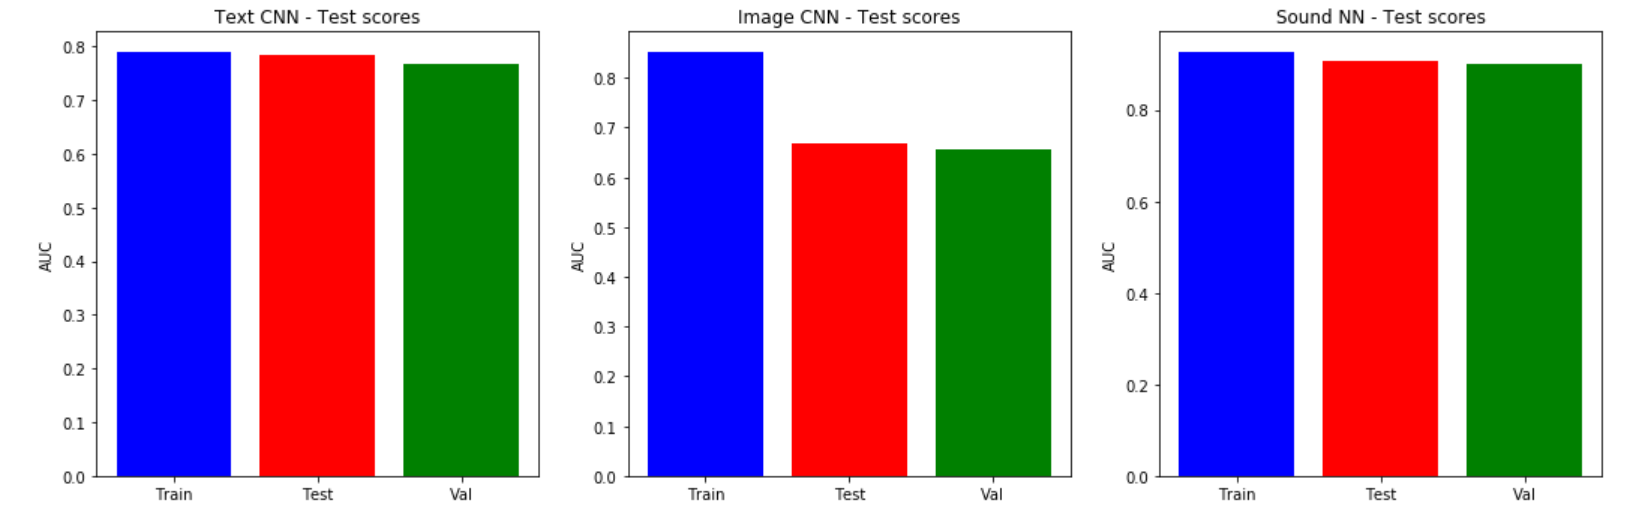 Text CNN - Test scores
AUC
0.8
0.7
0.6
0.5
0.4
0.3
0.2
0.1
0.0
Train Test Val
Image CNN - Test scores
AUC
0.8
0.7
0.6
0.5
0.4
0.3
0.2
0.1
0.0
Train Test Val
Sound NN - Test scores
AUC
0.8
0.6
0.4
0.2
0.0
Train Test Val